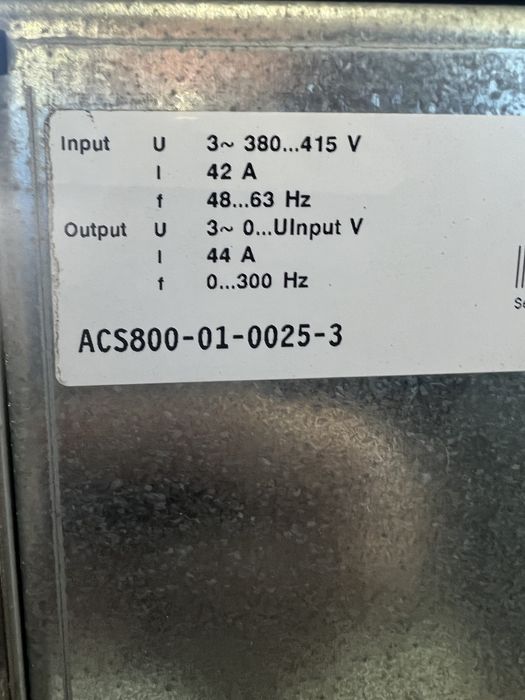 Input U 3~ 380...415 V
I 42 A
f 48...63 Hz
Output U 3~ 0...UInput V
I 44 A
f 0...300 Hz
ACS800-01-0025-3